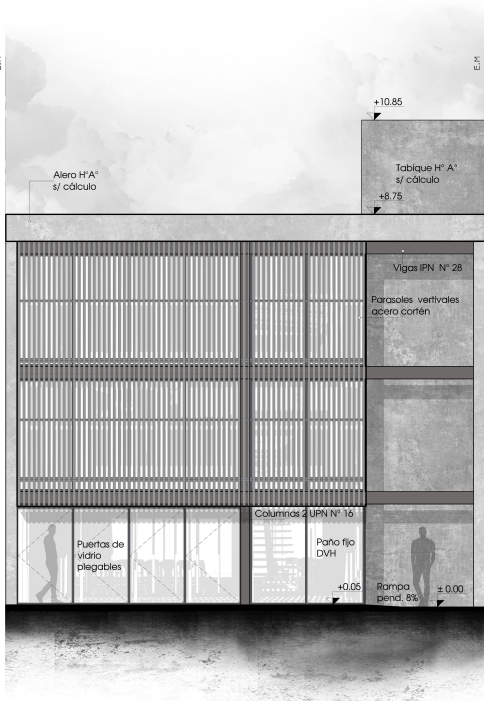 E.M
+10.85
Alero H°A°
s/ cálculo
Tabique H° A°
s/ cálculo
+8.75
Vigas IPN N° 28
Parasoles vertivales
acero cortén
Columnas 2 UPN N° 16
Puertas de
vidrio
plegables
Paño fijo
DVH
+0.05
Rampa
pend. 8%
± 0.00